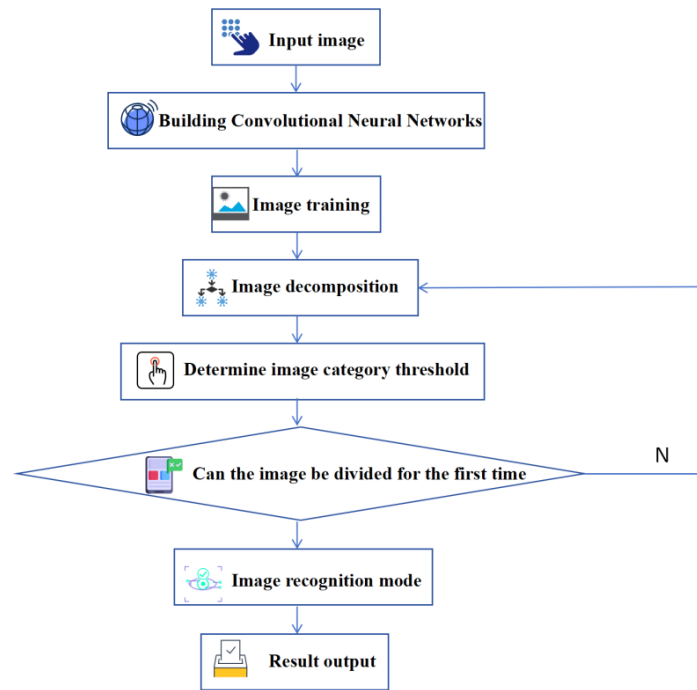 Input image
Building Convolutional Neural Networks
Image training
Image decomposition
Determine image category threshold
Can the image be divided for the first time
N
Image recognition mode
Result output